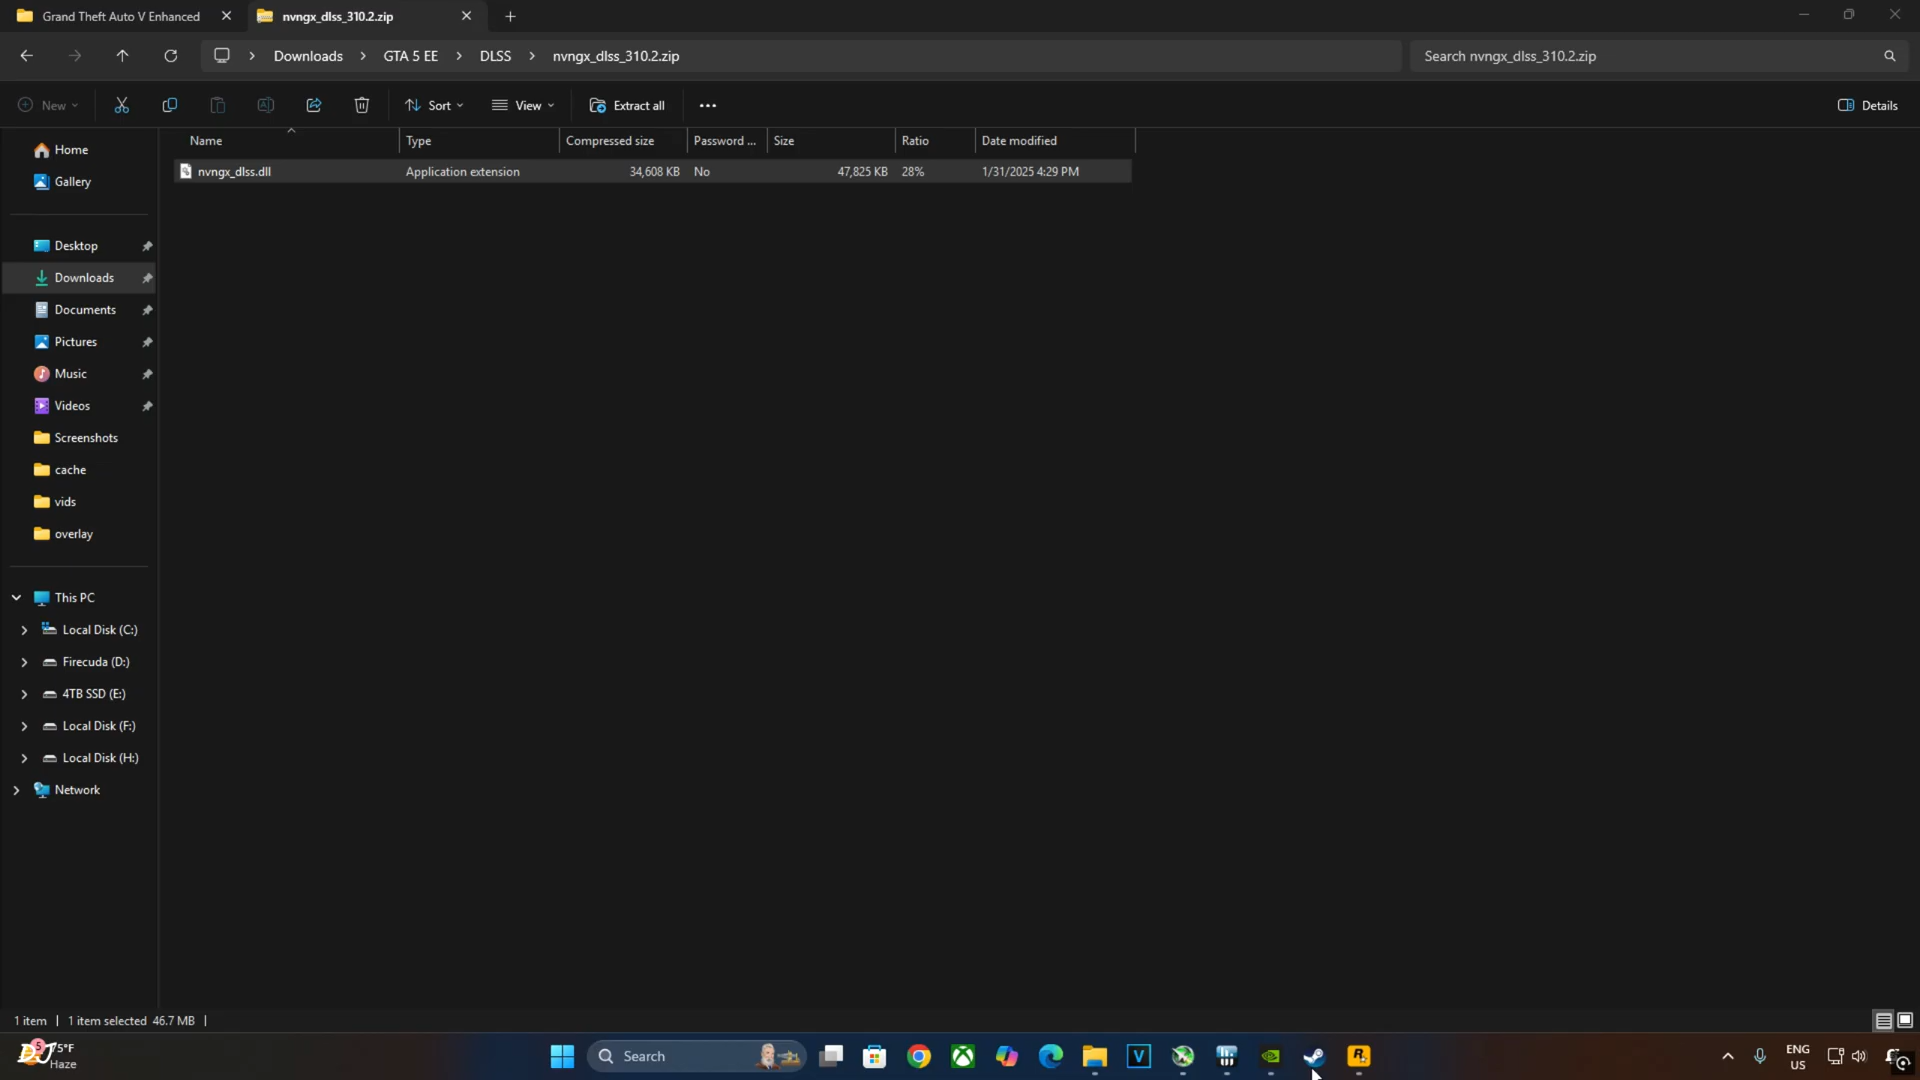 Grand Theft Auto V Enhanced
nvngx_dlss_310.2.zip
Downloads > GTA 5 EE > DLSS > nvngx_dlss_310.2.zip
Search nvngx_dlss_310.2.zip
New
Sort
View
Extract all
Details
Name Type Compressed size Password ... Size Ratio Date modified
nvngx_dlss.dll Application extension 34,608 KB No 47,825 KB 28% 1/31/2025 4:29 PM
Home
Gallery
Desktop
Downloads
Documents
Pictures
Music
Videos
Screenshots
cache
vids
overlay
This PC
Local Disk (C:)
Firecuda (D:)
4TB SSD (E:)
Local Disk (F:)
Local Disk (H:)
Network
1 item | 1 item selected 46.7 MB |
5
75°F
Haze
Search
V
R
ENG
US